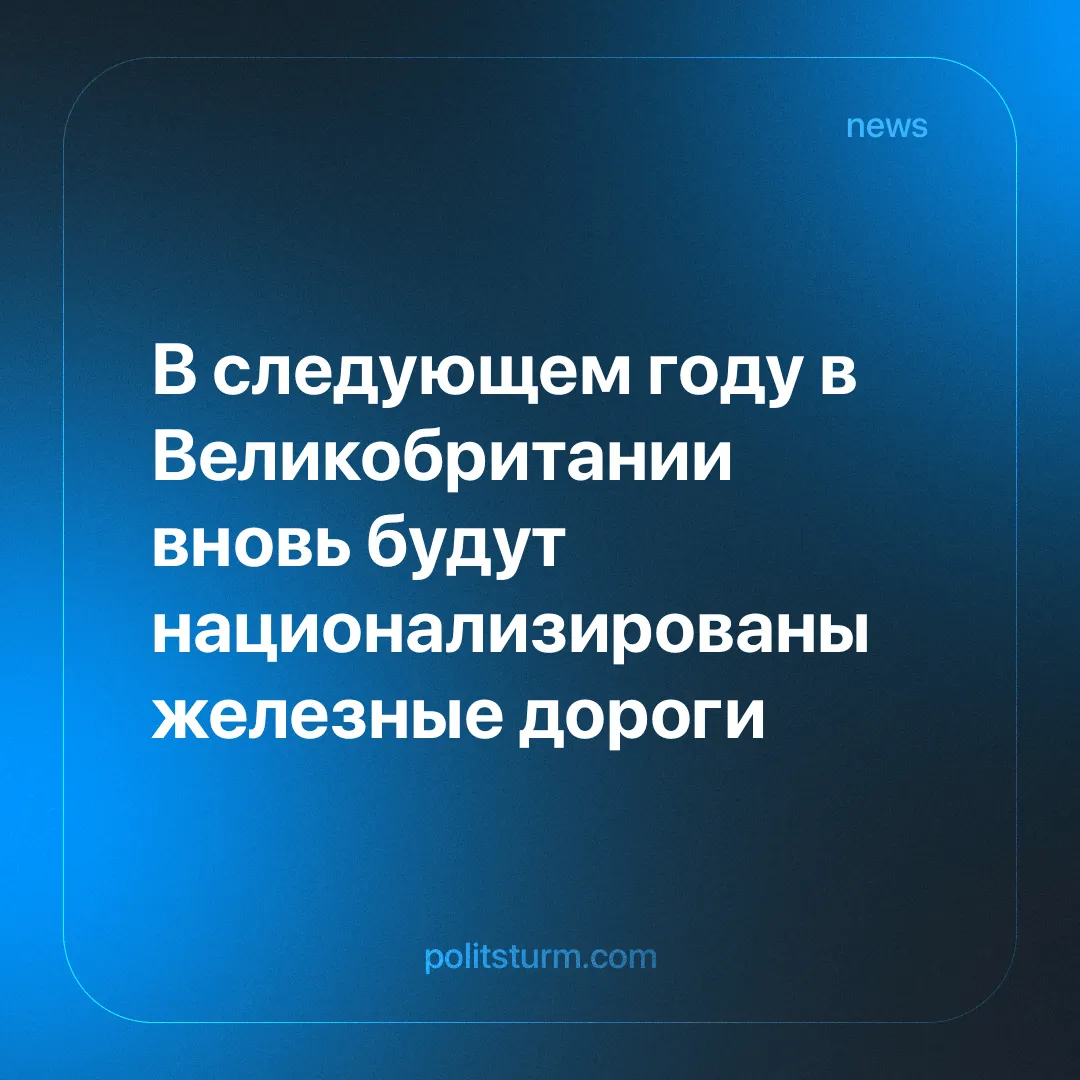 news
В следующем году в
Великобритании
вновь будут
национализированы
железные дороги
politsturm.com